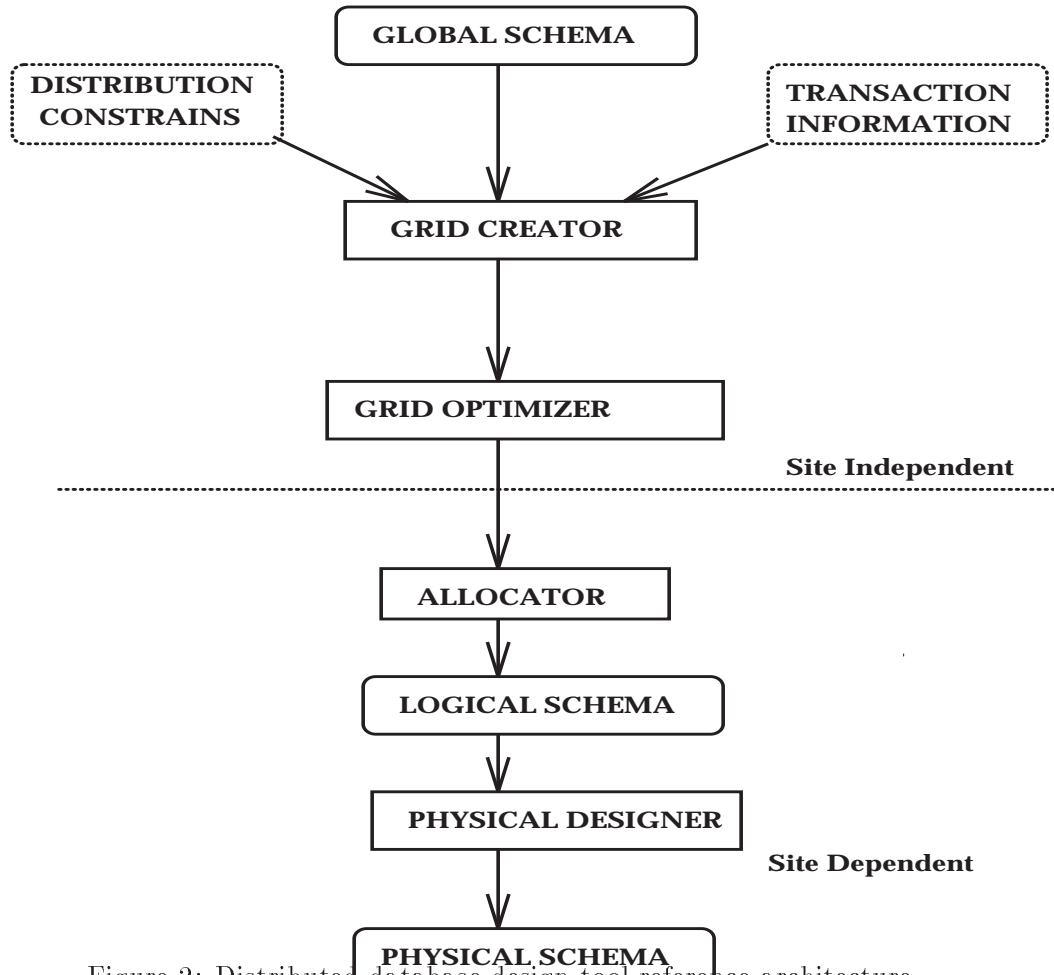 GLOBAL SCHEMA
DISTRIBUTION
CONSTRAINS
TRANSACTION
INFORMATION
GRID CREATOR
GRID OPTIMIZER
Site Independent
ALLOCATOR
LOGICAL SCHEMA
PHYSICAL DESIGNER
Site Dependent
PHYSICAL SCHEMA
Figure 2: Distributed database design tool reference architecture